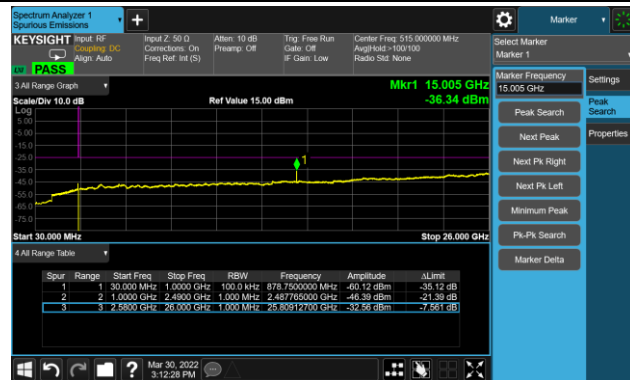 Spectrum Analyzer 1
Spurious Emissions
+
Marker
KEYSIGHT Input: RF Input Z: 50 Ω Atten: 10 dB Trig: Free Run Center Freq: 515.000000 MHz
Coupling: DC Corrections: On Preamp: Off Gate: Off Avg|Hold:>100/100
Align: Auto Freq Ref: Int (S) IF Gain: Low Radio Std: None
PASS
Select Marker
Marker 1
3 All Range Graph
Mkr1 15.005 GHz
Scale/Div 10.0 dB Ref Value 15.00 dBm -36.34 dBm
Log
5.00
-5.00
-15.0
-25.0
-35.0
-45.0
-55.0
-65.0
-75.0
1
Start 30.000 MHz Stop 26.000 GHz
4 All Range Table
Spur Range Start Freq Stop Freq RBW Frequency Amplitude ΔLimit
1 1 30.000 MHz 1.0000 GHz 100.0 kHz 878.7500000 MHz -60.12 dBm -35.12 dB
2 2 1.0000 GHz 2.4900 GHz 1.000 MHz 2.487765000 GHz -46.39 dBm -21.39 dB
3 3 2.5800 GHz 26.000 GHz 1.000 MHz 25.80912700 GHz -32.56 dBm -7.561 dB
Marker Frequency
15.005 GHz
Peak Search
Next Peak
Next Pk Right
Next Pk Left
Minimum Peak
Pk-Pk Search
Marker Delta
Settings
Peak
Search
Properties
?
Mar 30, 2022
3:12:28 PM